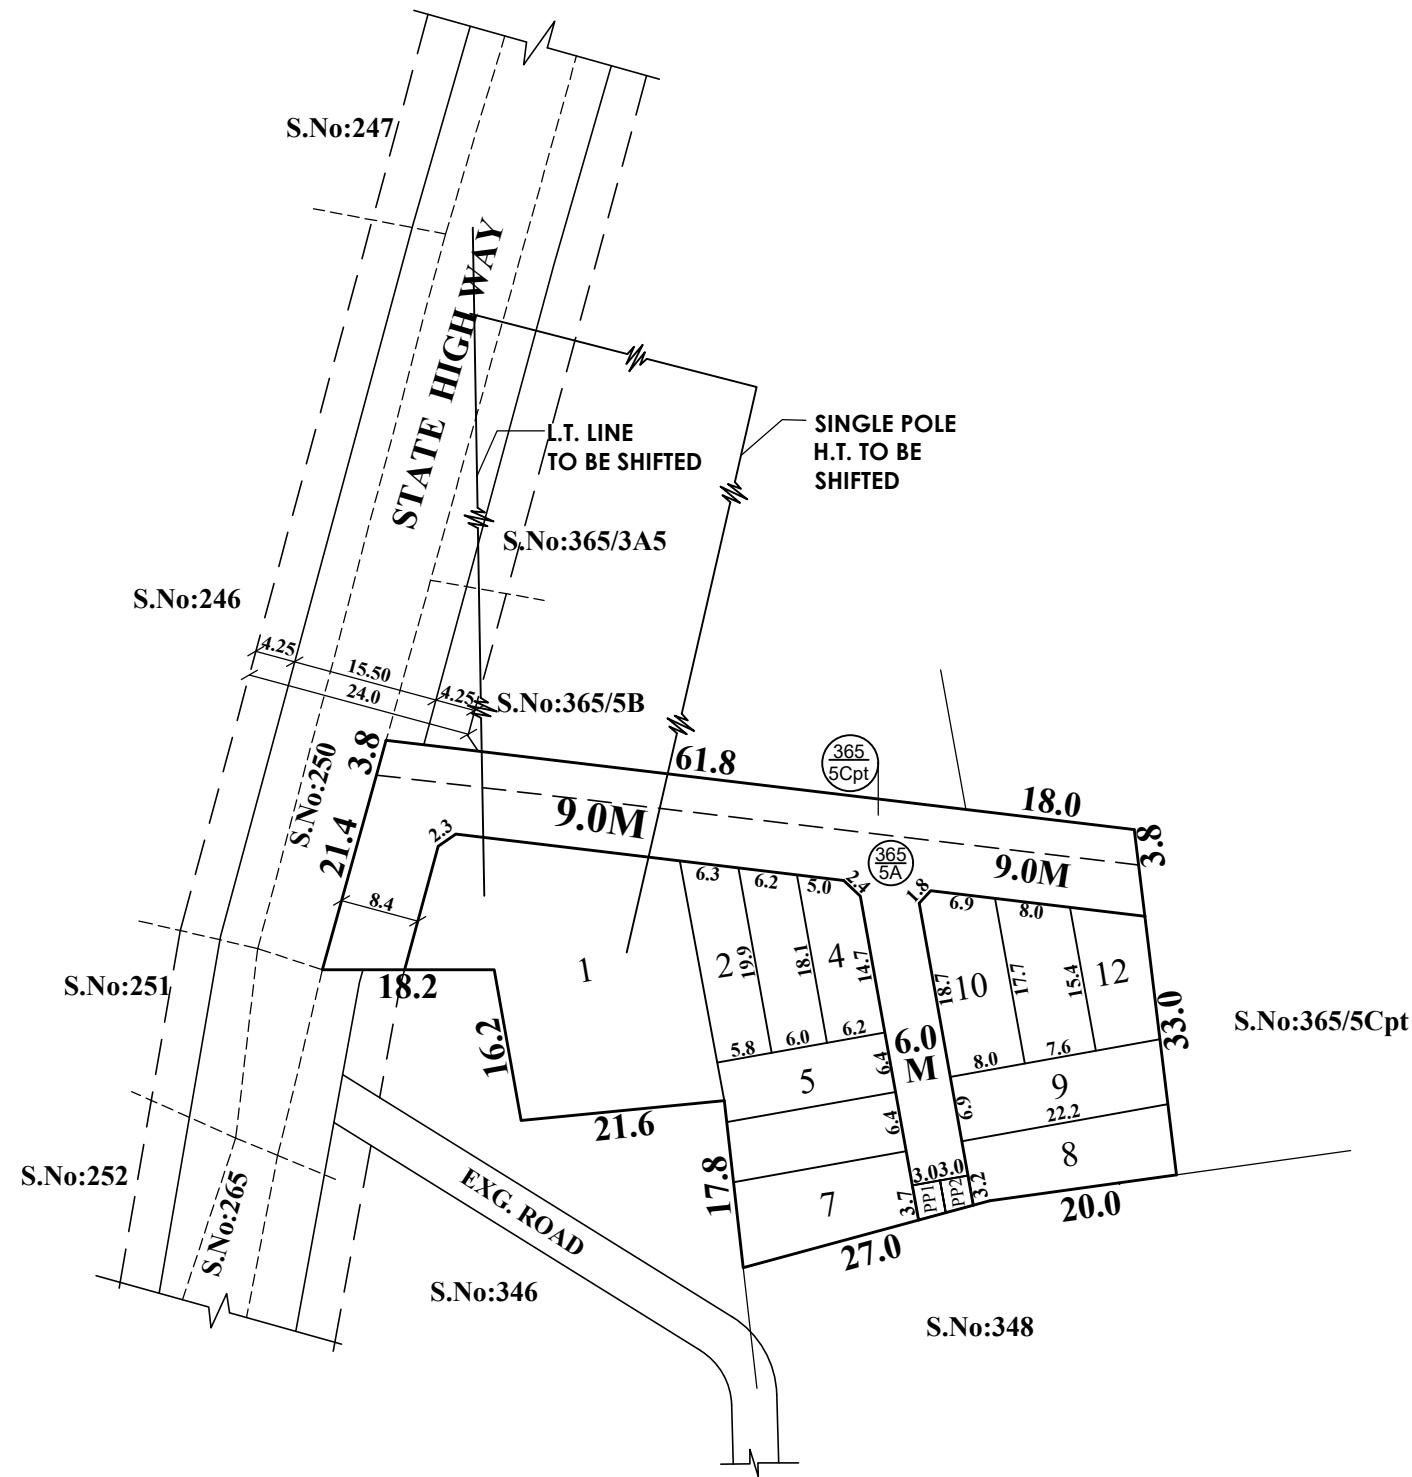 S.No:247
STATE HIGHWAY
L.T. LINE
TO BE SHIFTED
SINGLE POLE
H.T. TO BE
SHIFTED
S.No:365/3A5
S.No:246
4.25
15.50
4.25
24.0
S.No:365/5B
S.No:250
3.8
61.8
365
5Cpt
18.0
3.8
21.4
2.3
9.0M
365
5A
9.0M
8.4
6.3
6.2
5.0
2.4
1.8
6.9
8.0
1
2
19.9
18.1
4
14.7
18.7
10
17.7
15.4
12
S.No:251
18.2
16.2
33.0
S.No:365/5Cpt
6.0
M
5.8
6.0
6.2
6.4
8.0
7.6
5
9
6.9
22.2
21.6
6.4
8
S.No:252
S.No:265
EXG. ROAD
17.8
7
3.0
3.0
3.7
PP1
PP2
3.2
20.0
27.0
S.No:346
S.No:348